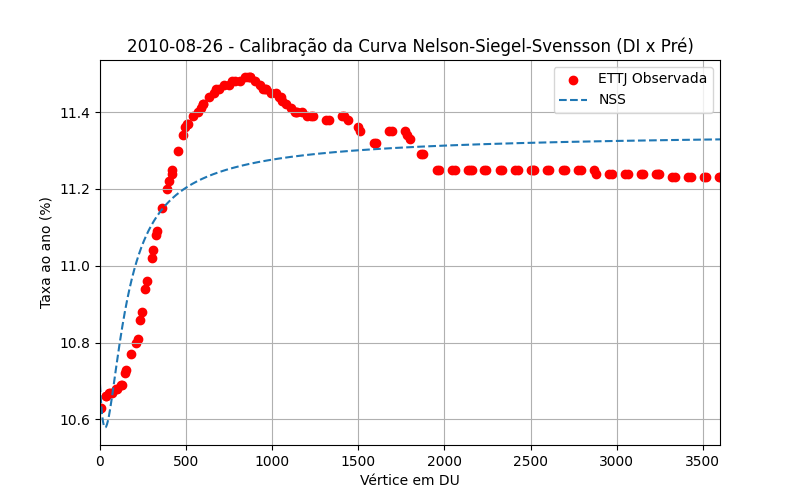 2010-08-26 - Calibração da Curva Nelson-Siegel-Svensson (DI x Pré)
ETTJ Observada
NSS
Taxa ao ano (%)
11.4
11.2
11.0
10.8
10.6
0 500 1000 1500 2000 2500 3000 3500
Vértice em DU